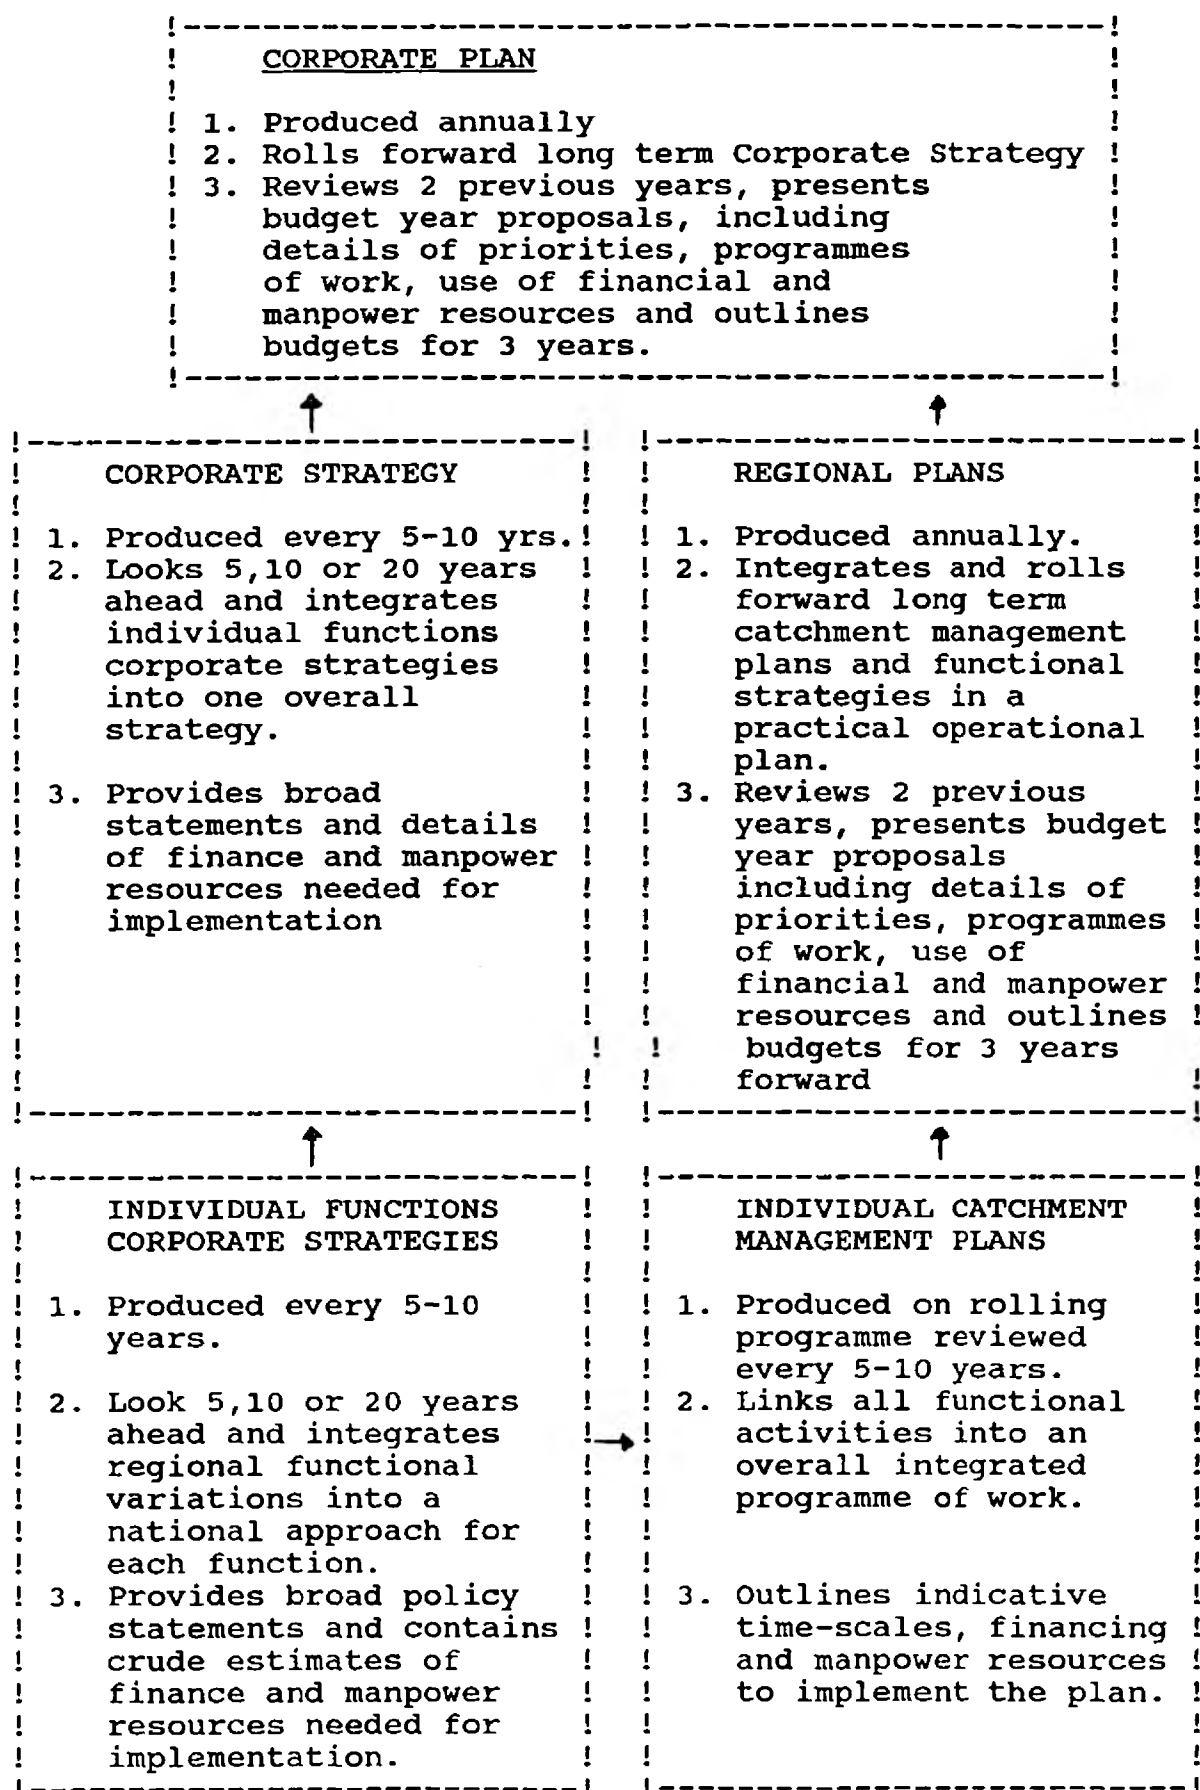 CORPORATE PLAN
1. Produced annually
2. Rolls forward long term Corporate Strategy
3. Reviews 2 previous years, presents
budget year proposals, including
details of priorities, programmes
of work, use of financial and
manpower resources and outlines
budgets for 3 years.
CORPORATE STRATEGY
1. Produced every 5-10 yrs.
2. Looks 5,10 or 20 years
ahead and integrates
individual functions
corporate strategies
into one overall
strategy.
3. Provides broad
statements and details
of finance and manpower
resources needed for
implementation
REGIONAL PLANS
1. Produced annually.
2. Integrates and rolls
forward long term
catchment management
plans and functional
strategies in a
practical operational
plan.
3. Reviews 2 previous
years, presents budget
year proposals
including details of
priorities, programmes
of work, use of
financial and manpower
resources and outlines
budgets for 3 years
forward
INDIVIDUAL FUNCTIONS
CORPORATE STRATEGIES
1. Produced every 5-10
years.
2. Look 5,10 or 20 years
ahead and integrates
regional functional
variations into a
national approach for
each function.
3. Provides broad policy
statements and contains
crude estimates of
finance and manpower
resources needed for
implementation.
INDIVIDUAL CATCHMENT
MANAGEMENT PLANS
1. Produced on rolling
programme reviewed
every 5-10 years.
2. Links all functional
activities into an
overall integrated
programme of work.
3. Outlines indicative
time-scales, financing
and manpower resources
to implement the plan.